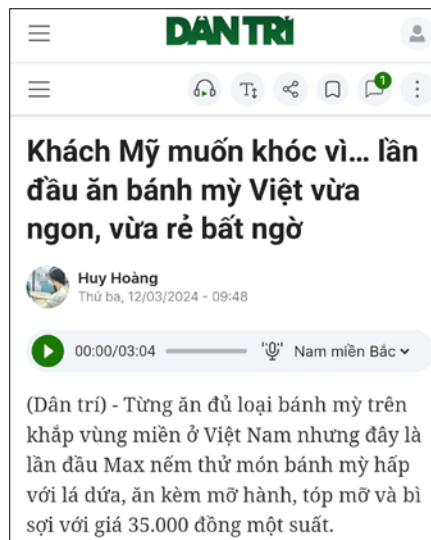 DÂN TRÍ
1
Khách Mỹ muốn khóc vì... lần
đầu ăn bánh mỳ Việt vừa
ngon, vừa rẻ bất ngờ
Huy Hoàng
Thứ ba, 12/03/2024 - 09:48
00:00/03:04 Nam miền Bắc
(Dân trí) - Từng ăn đủ loại bánh mỳ trên
khắp vùng miền ở Việt Nam nhưng đây là
lần đầu Max nếm thử món bánh mỳ hấp
với lá dứa, ăn kèm mỡ hành, tóp mỡ và bì
sợi với giá 35.000 đồng một suất.